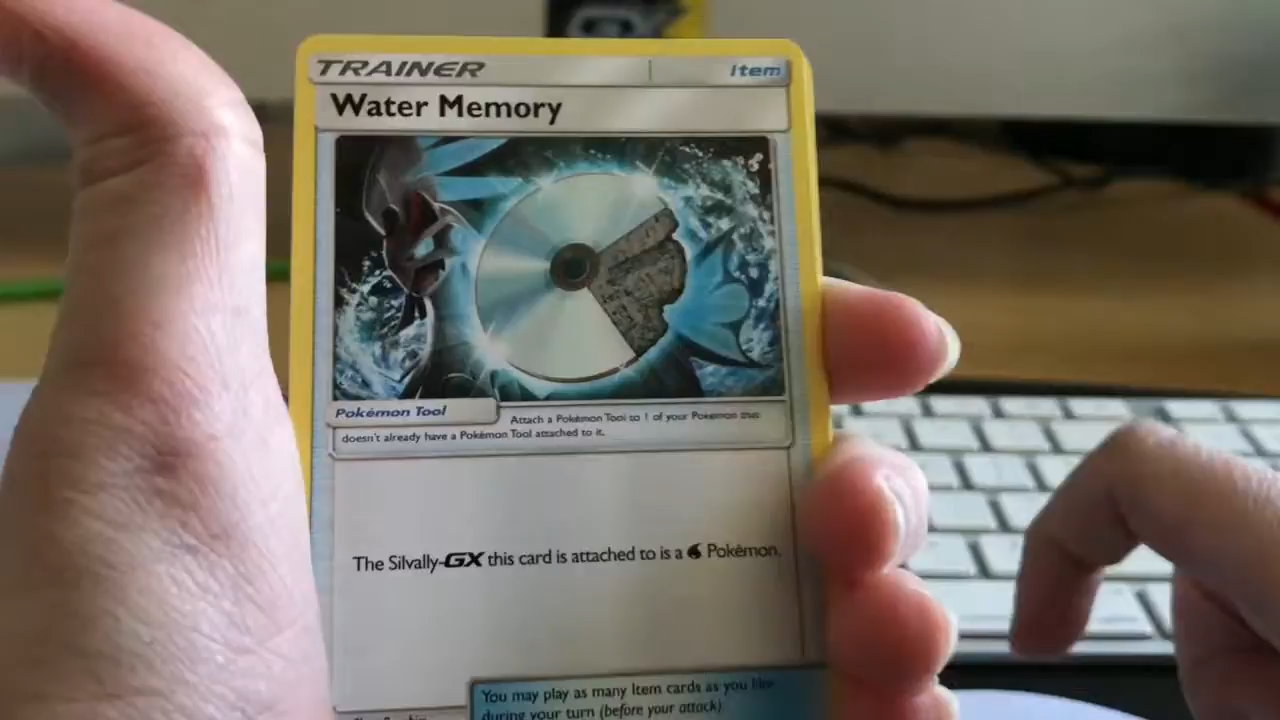 TRAINER
Item
Water Memory
Pokémon Tool
Attach a Pokémon Tool to 1 of your Pokémon that
doesn't already have a Pokémon Tool attached to it.
The Silvally-GX this card is attached to is a Pokémon.
You may play as many Item cards as you like
during your turn (before your attack)